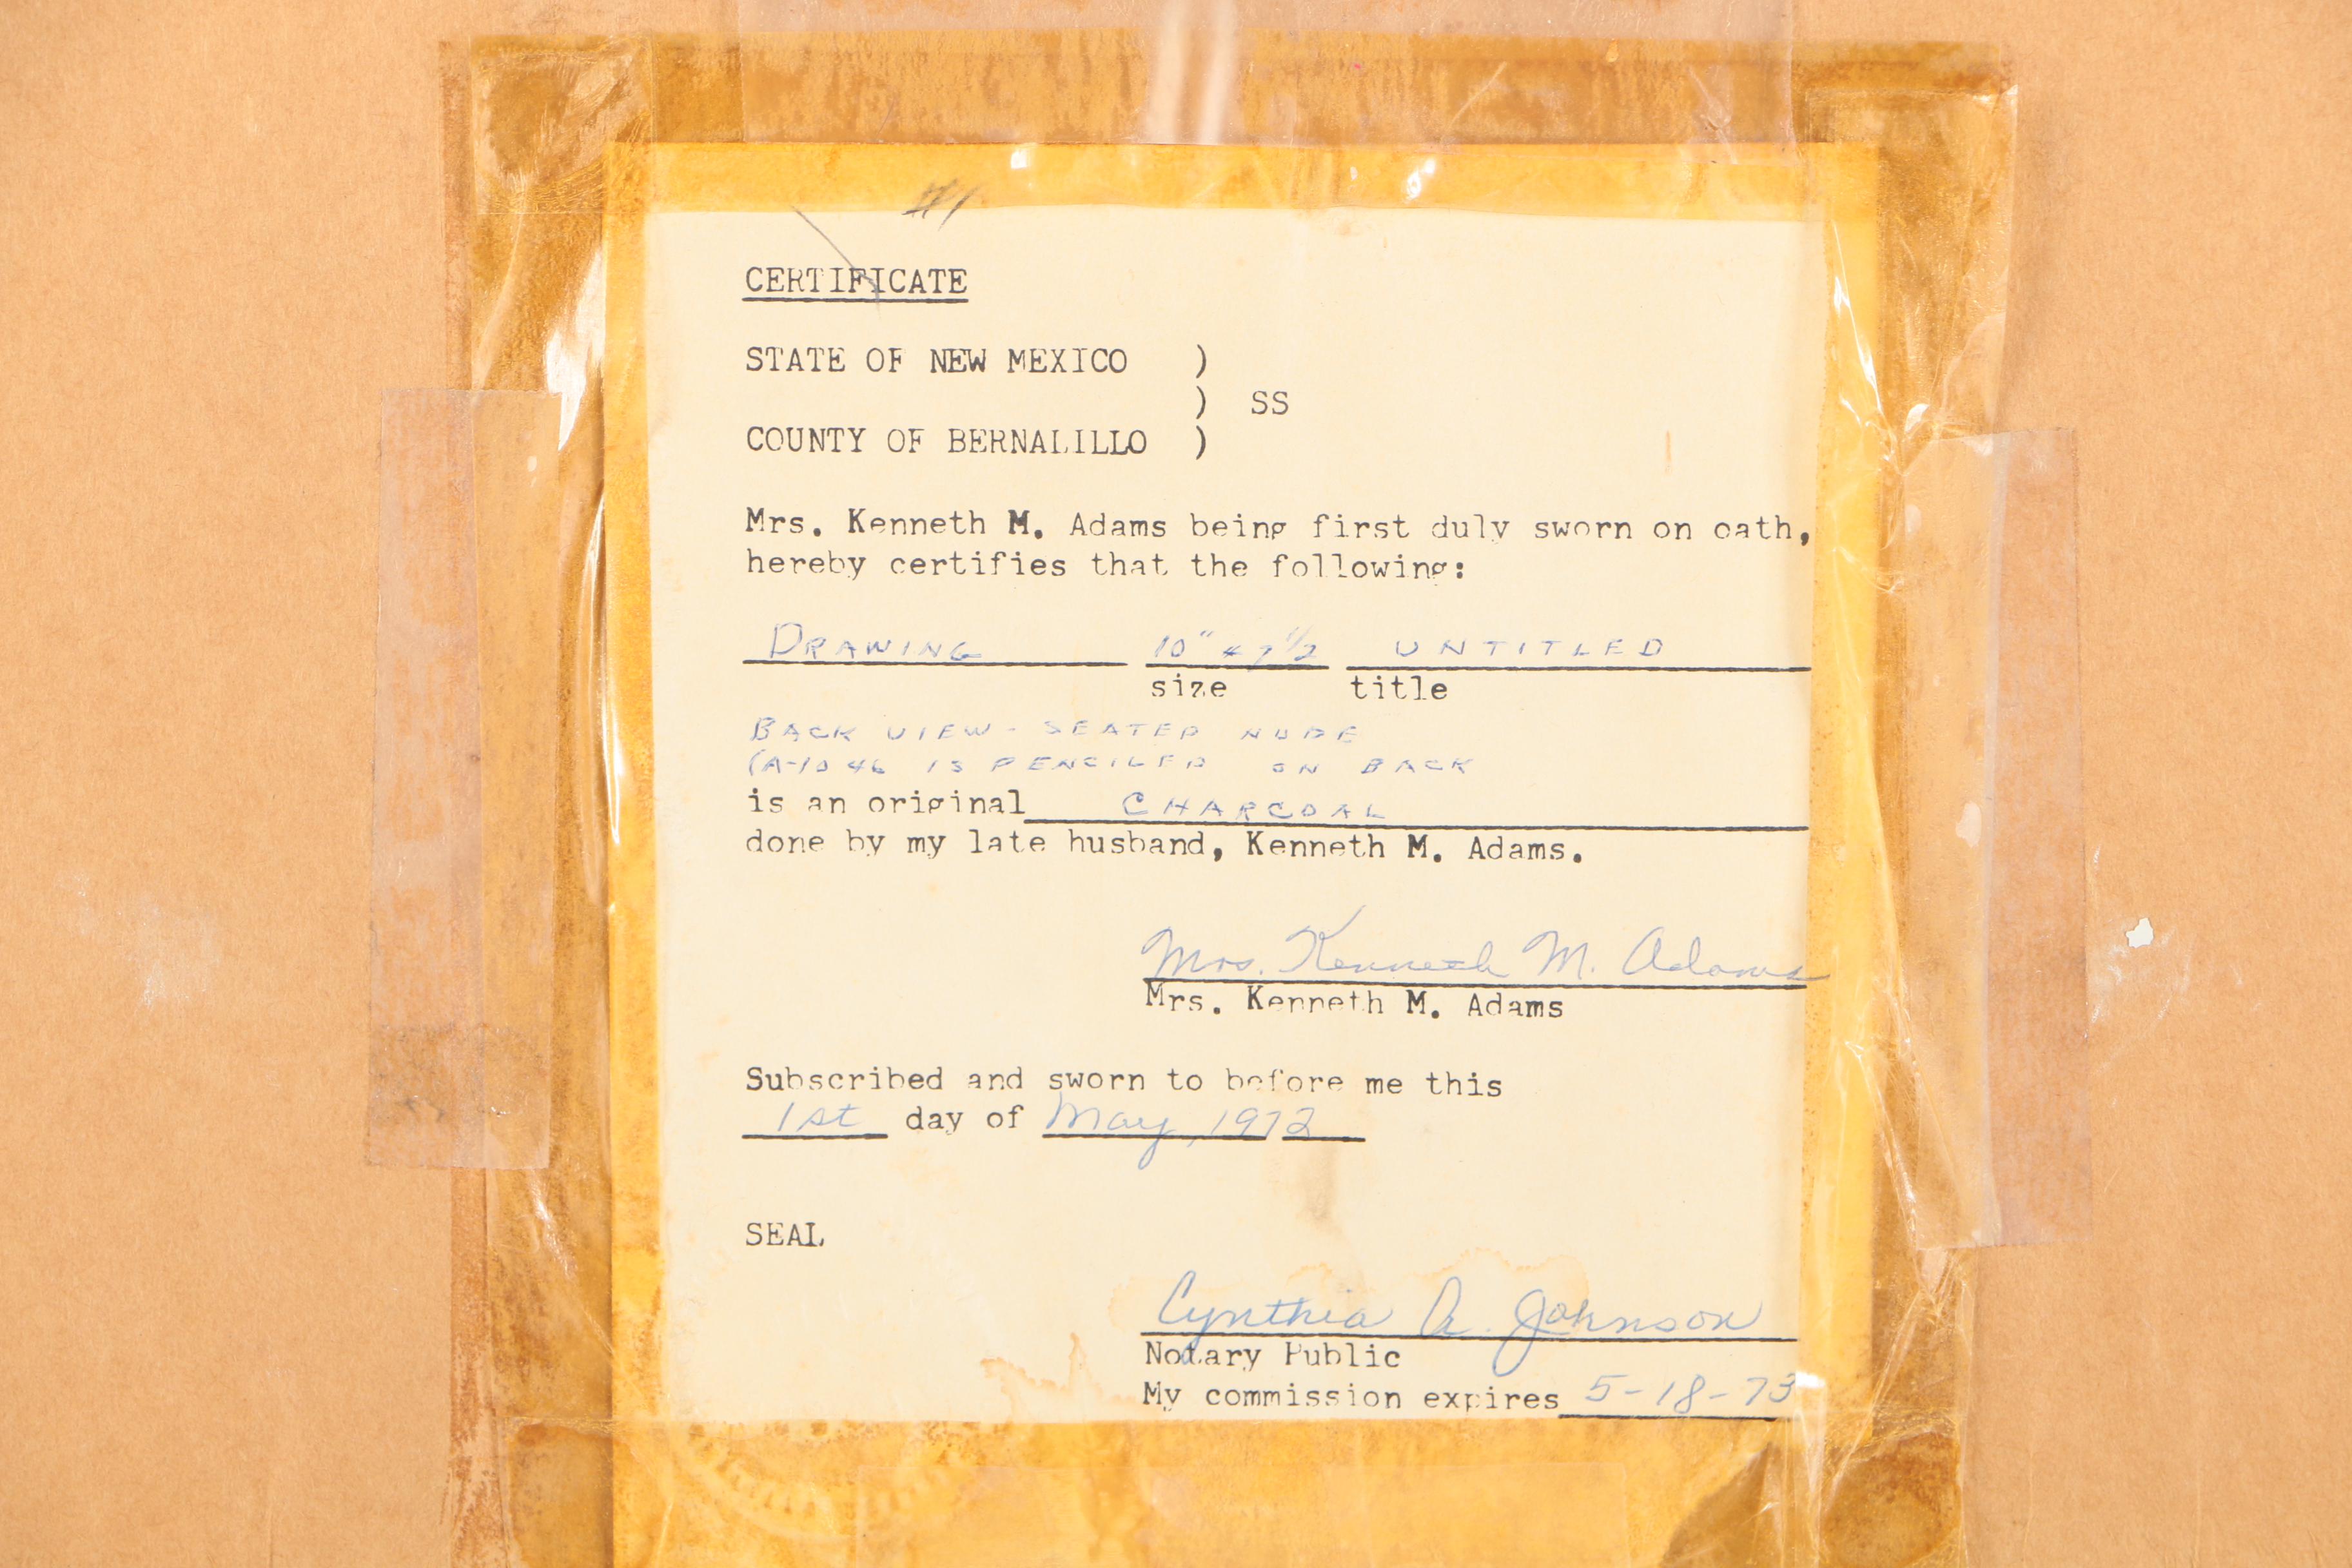 #1
CERTIFICATE
STATE OF NEW MEXICO )
) SS
COUNTY OF BERNALILLO )
Mrs. Kenneth M. Adams being first duly sworn on oath,
hereby certifies that the following:
DRAWING 10" x 7 1/2 UNTITLED
size title
BACK VIEW - SEATED NUDE
(A-1046 IS PENCILED ON BACK
is an original CHARCOAL
done by my late husband, Kenneth M. Adams.
Mrs. Kenneth M. Adams
Mrs. Kenneth M. Adams
Subscribed and sworn to before me this
1st day of May, 1972
SEAL
Cynthia A. Johnson
Notary Public
My commission expires 5-18-73